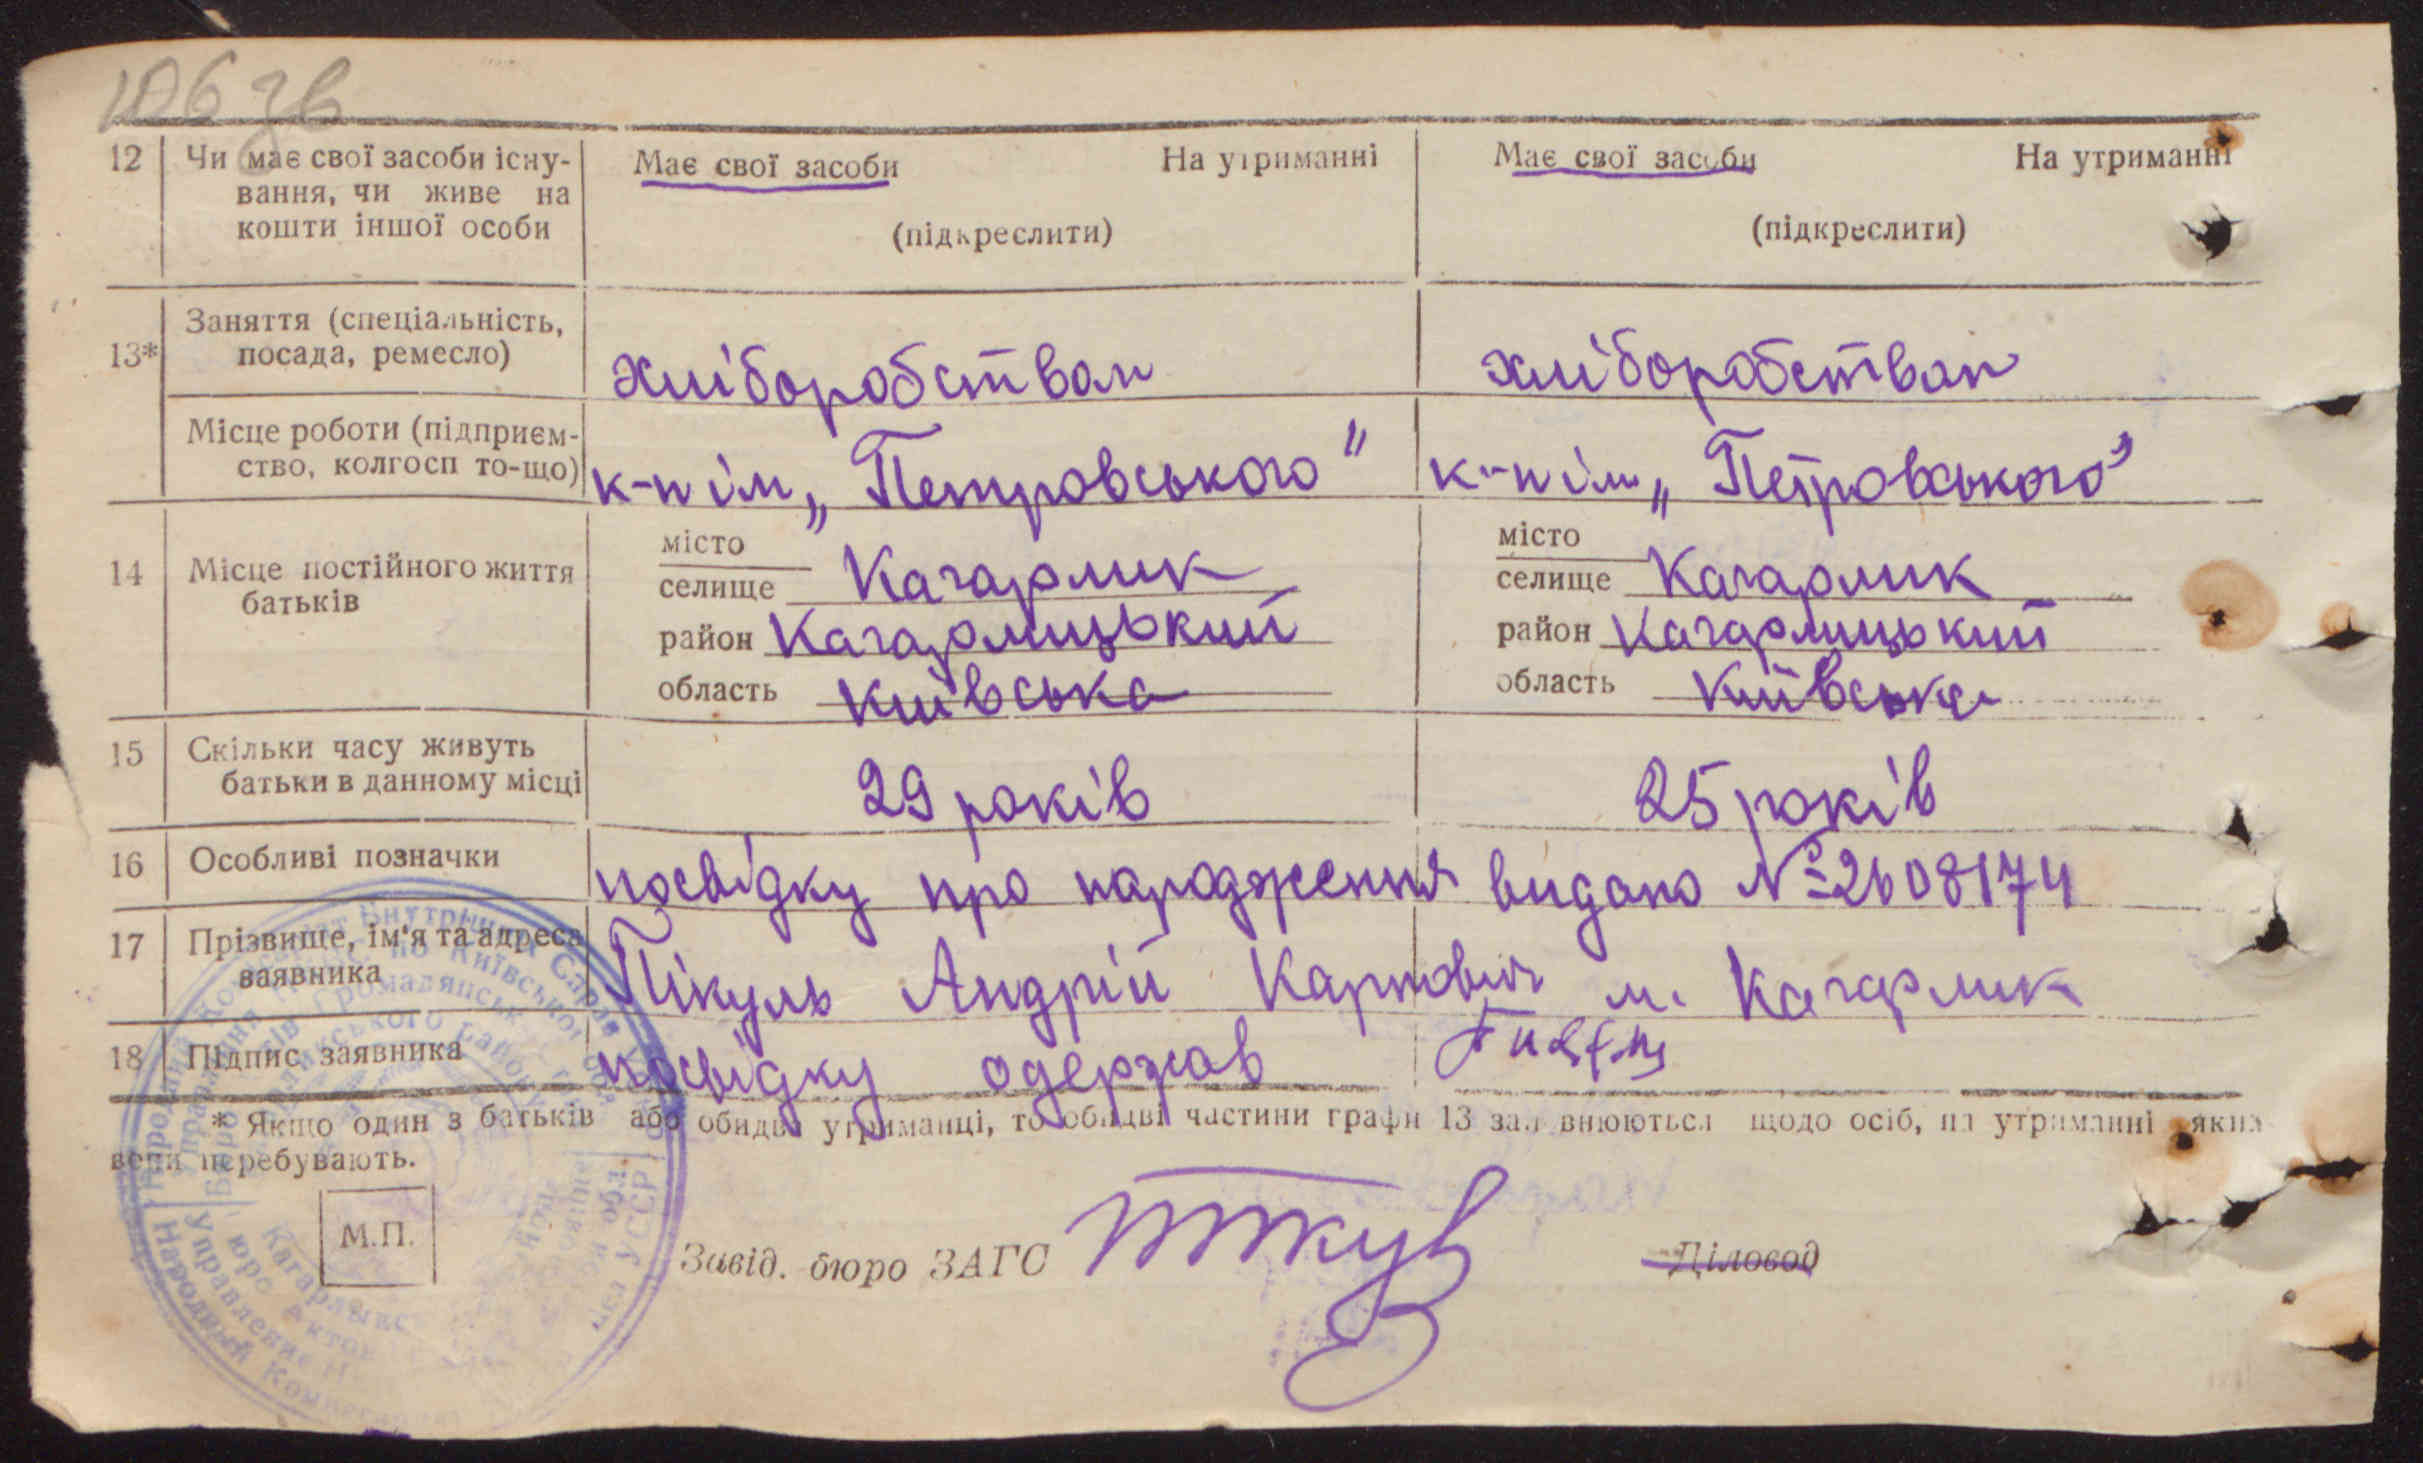 106 зв
12 Чи має свої засоби існу- Має свої засоби На утриманні Має свої засоби На утриманні
вання, чи живе на
кошти іншої особи (підкреслити) (підкреслити)
Заняття (спеціальність,
13* посада, ремесло) хліборобством хліборобством
Місце роботи (підприєм-
ство, колгосп то-що) к-п ім. „Петровського" к-п ім. „Петровського"
місто місто
14 Місце постійного життя селище Кагарлик селище Кагарлик
батьків район Кагарлицький район Кагарлицький
область Київська область Київська
15 Скільки часу живуть
батьки в данному місці 29 років 25 років
16 Особливі позначки посвідку про народження видано № 2608174
17 Прізвище, ім'я та адреса
заявника Пікуль Андрій Карпович м. Кагарлик
18 Підпис заявника посвідку одержав
* Якщо один з батьків або обидва утриманці, то обидві частини графи 13 заповнюються щодо осіб, на утриманні яких
вони перебувають.
М.П. Завід. бюро ЗАГС Діловод